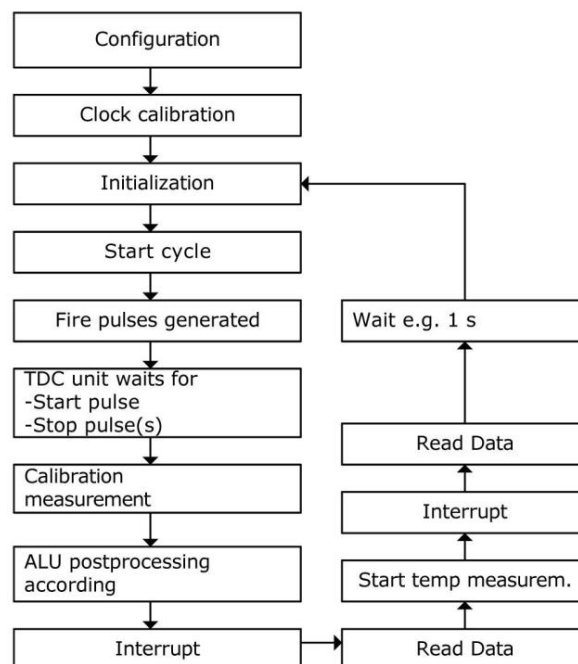 Configuration
Clock calibration
Initialization
Start cycle
Fire pulses generated
TDC unit waits for
-Start pulse
-Stop pulse(s)
Calibration
measurement
ALU postprocessing
according
Interrupt
Read Data
Start temp measurem.
Interrupt
Read Data
Wait e.g. 1 s